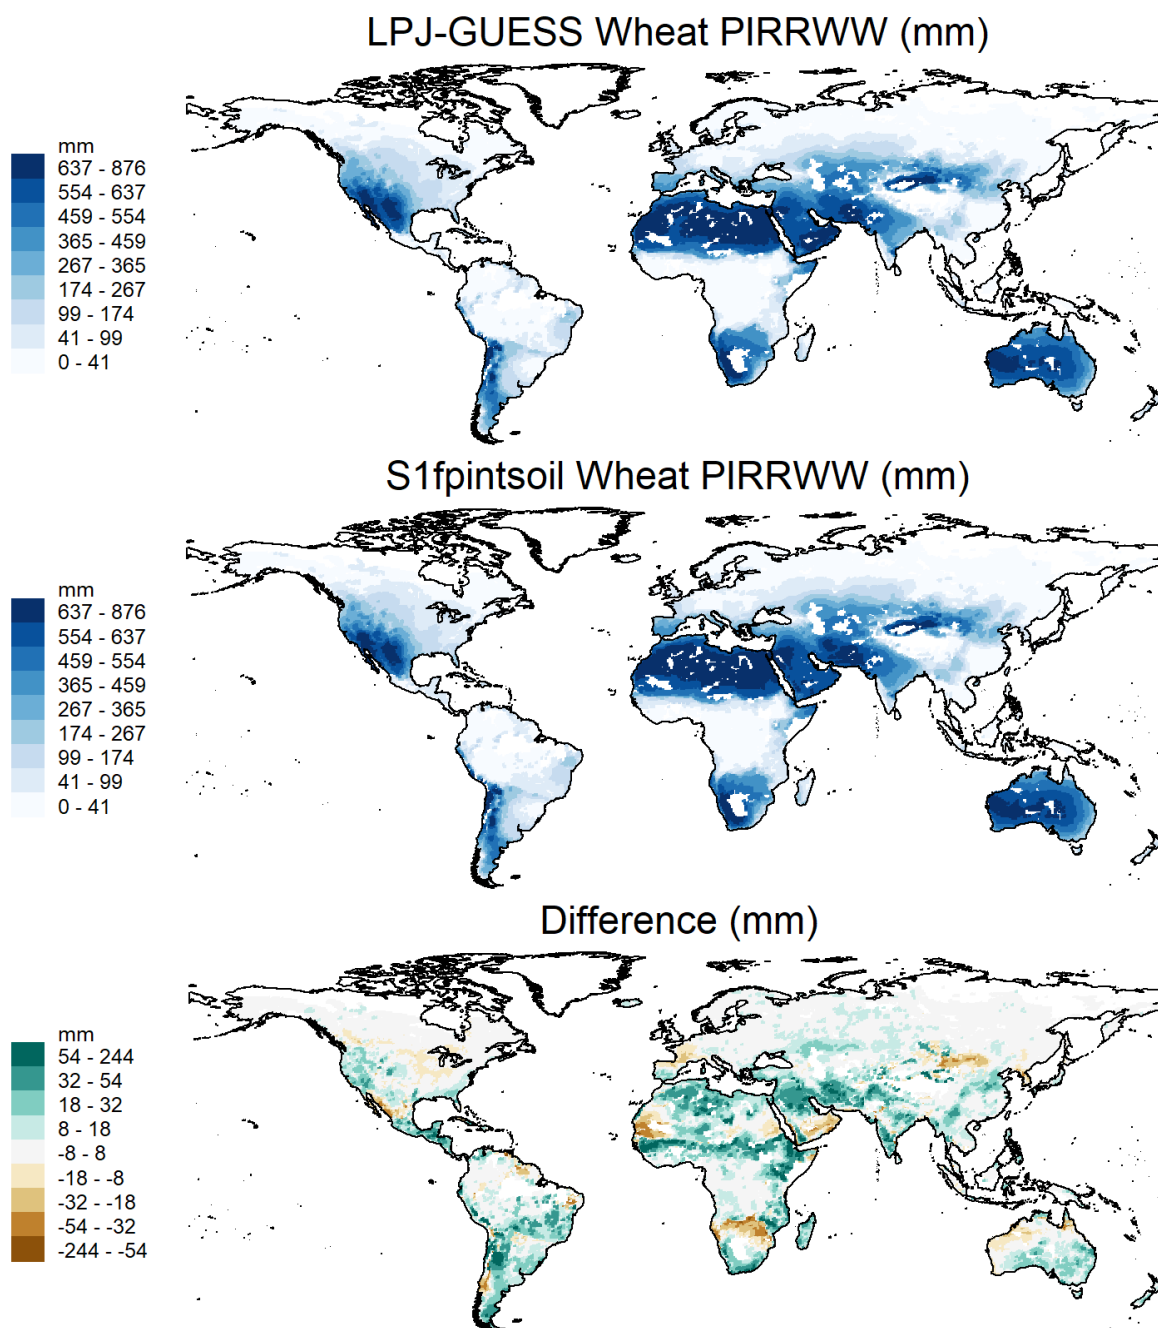 LPJ-GUESS Wheat PIRRWW (mm)
mm
637 - 876
554 - 637
459 - 554
365 - 459
267 - 365
174 - 267
99 - 174
41 - 99
0 - 41
S1fpintsoil Wheat PIRRWW (mm)
mm
637 - 876
554 - 637
459 - 554
365 - 459
267 - 365
174 - 267
99 - 174
41 - 99
0 - 41
Difference (mm)
mm
54 - 244
32 - 54
18 - 32
8 - 18
-8 - 8
-18 - -8
-32 - -18
-54 - -32
-244 - -54